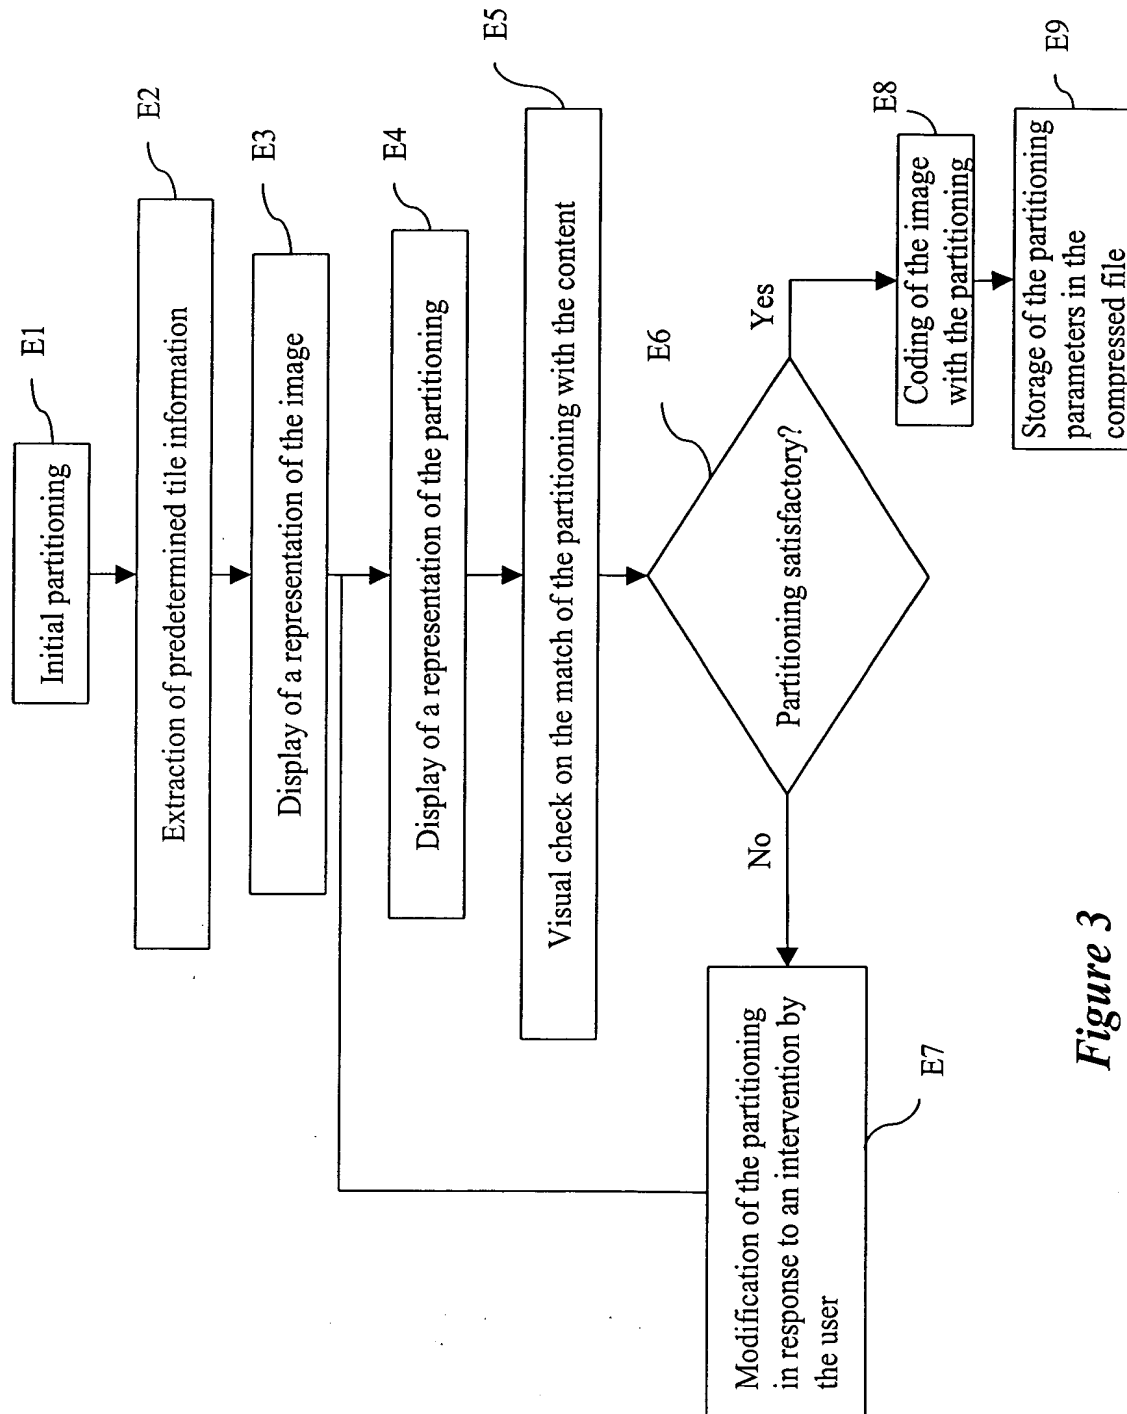 Initial partitioning
E1
Extraction of predetermined tile information
E2
Display of a representation of the image
E3
Display of a representation of the partitioning
E4
Visual check on the match of the partitioning with the content
E5
Partitioning satisfactory?
E6
No
Yes
Modification of the partitioning
in response to an intervention by
the user
E7
Coding of the image
with the partitioning
E8
Storage of the partitioning
parameters in the
compressed file
E9
Figure 3